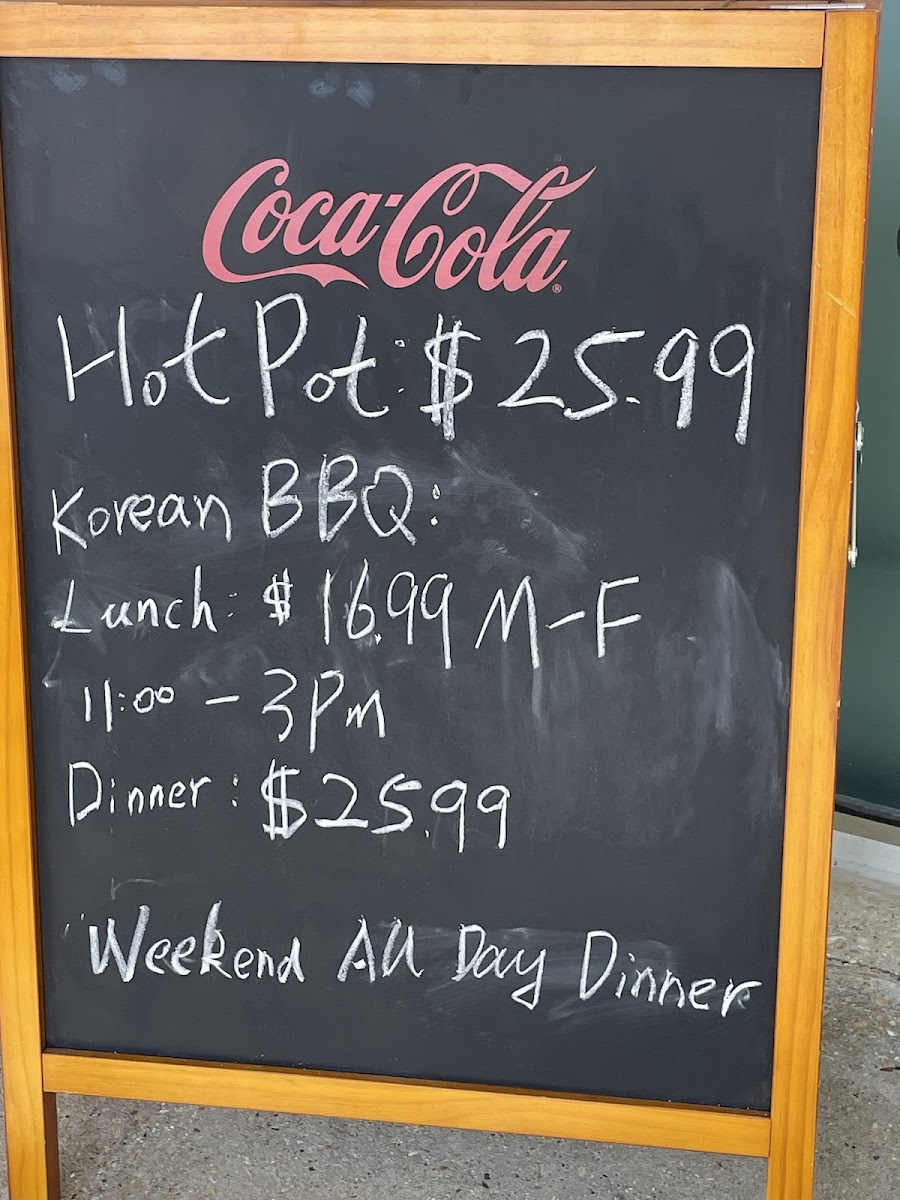 Coca-Cola
Hot Pot: $25.99
Korean BBQ:
Lunch: $16.99 M-F
11:00 - 3Pm
Dinner: $25.99
Weekend All Day Dinner